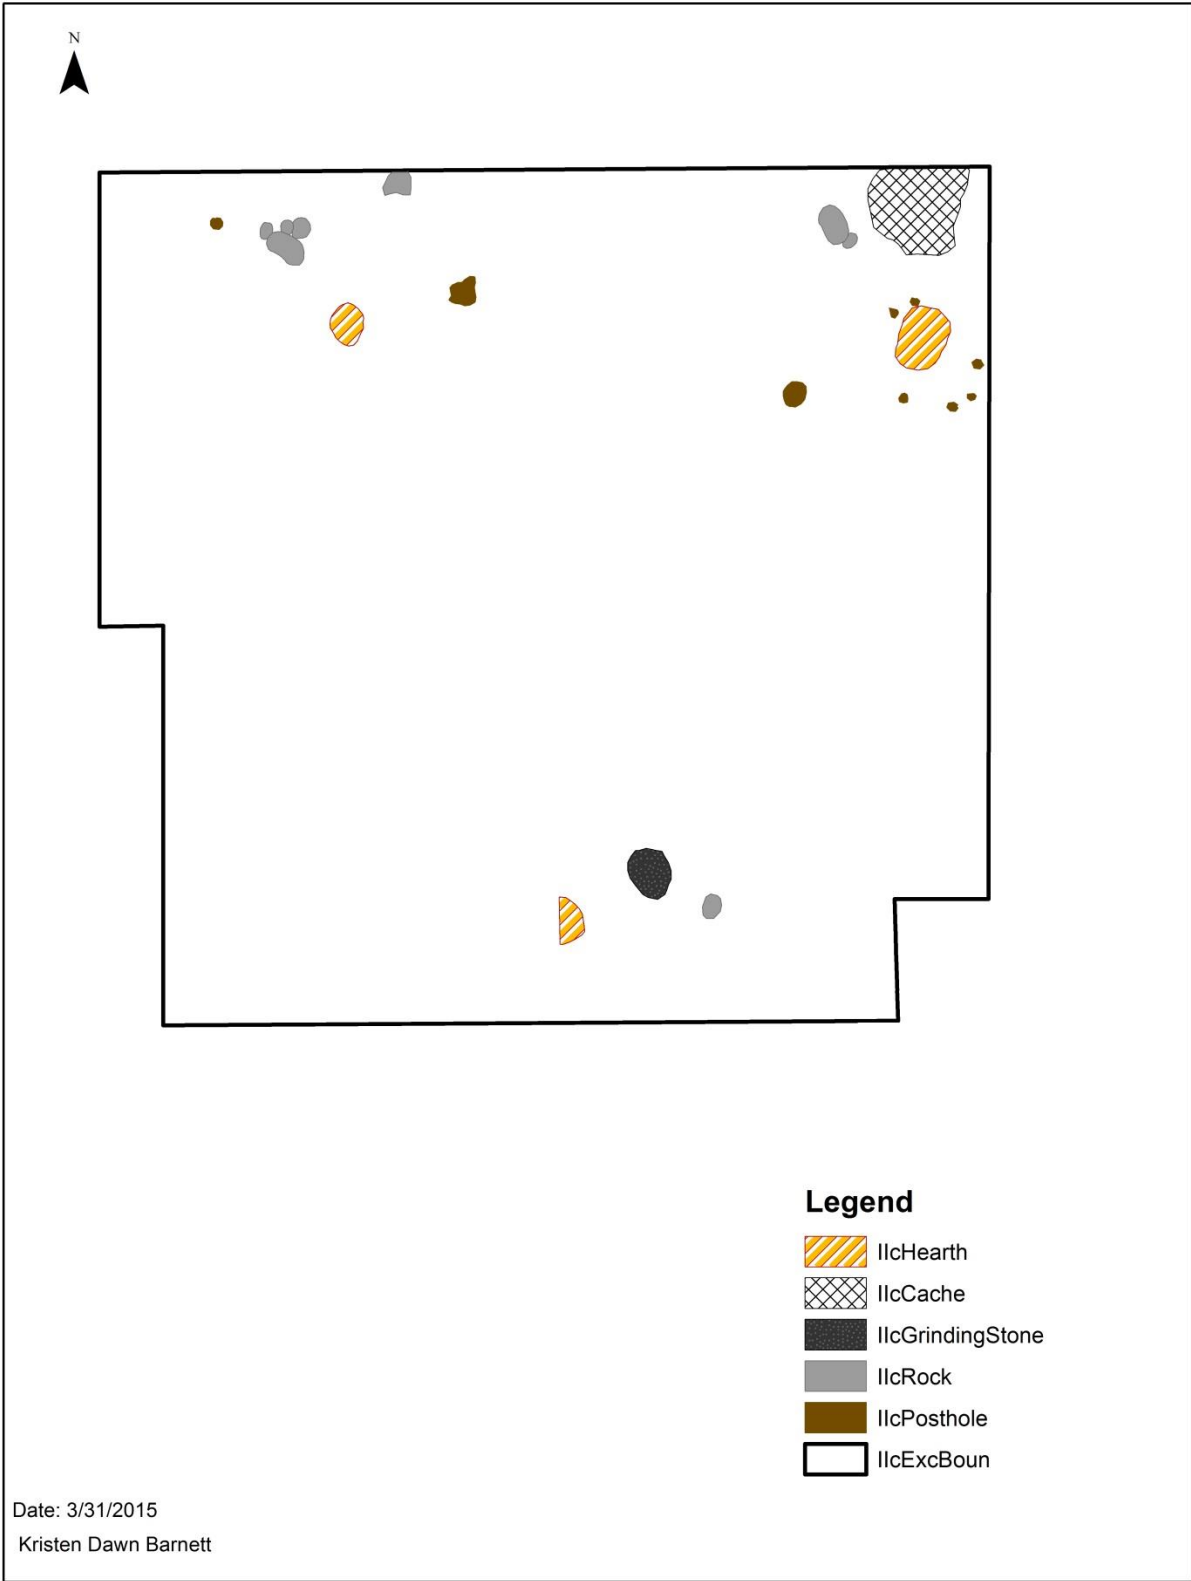 N
Legend
IIcHearth
IIcCache
IIcGrindingStone
IIcRock
IIcPosthole
IIcExcBoun
Date: 3/31/2015
Kristen Dawn Barnett